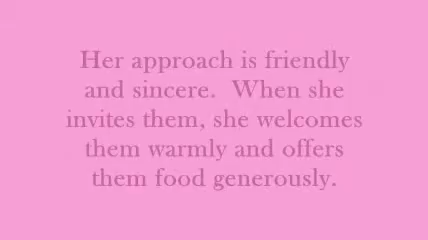 Her approach is friendly
and sincere.  When she
invites them, she welcomes
them warmly and offers
them food generously.